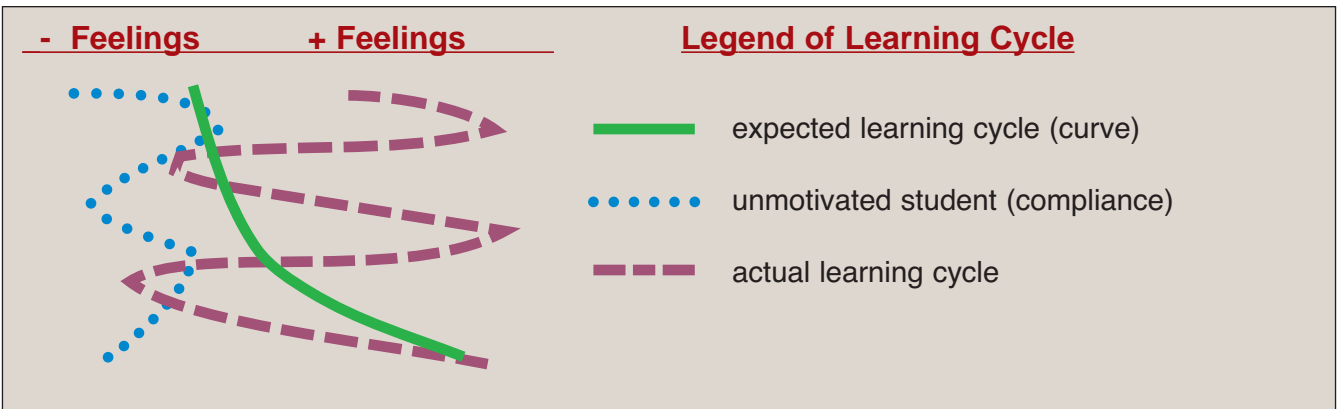 - Feelings + Feelings
Legend of Learning Cycle
expected learning cycle (curve)
unmotivated student (compliance)
actual learning cycle